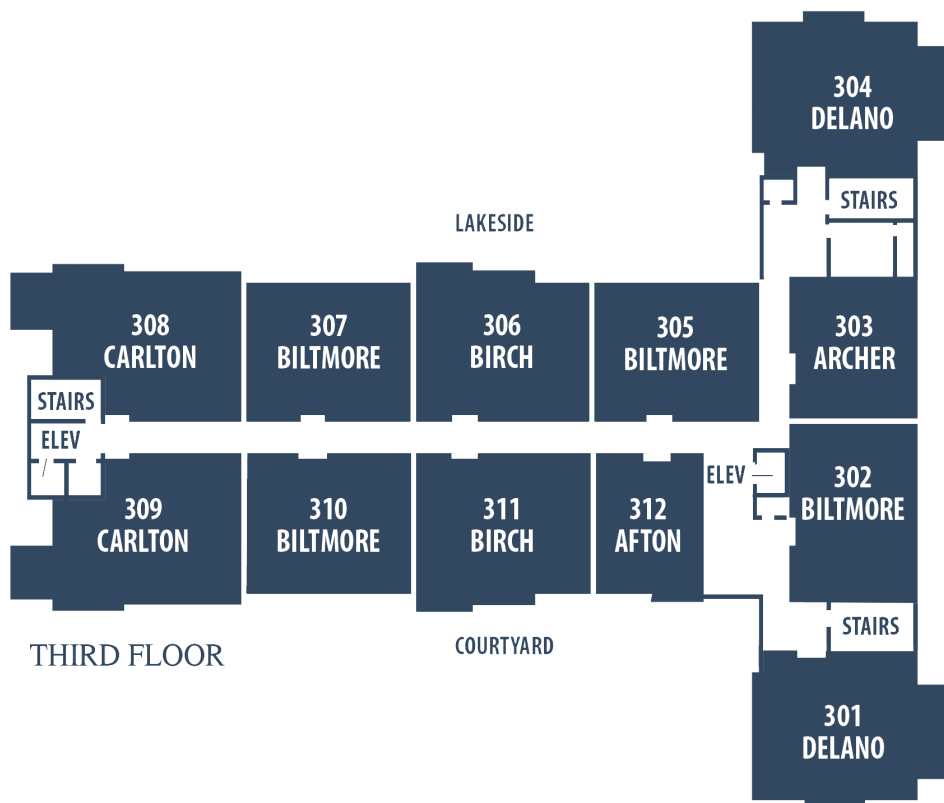 304
DELANO
STAIRS
LAKESIDE
308
CARLTON
307
BILTMORE
306
BIRCH
305
BILTMORE
303
ARCHER
STAIRS
ELEV
ELEV
309
CARLTON
310
BILTMORE
311
BIRCH
312
AFTON
302
BILTMORE
STAIRS
THIRD FLOOR
COURTYARD
301
DELANO